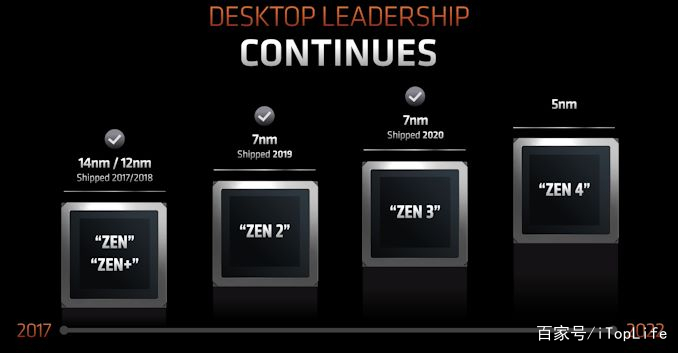 DESKTOP LEADERSHIP
CONTINUES
14nm / 12nm
Shipped 2017/2018
“ZEN”
“ZEN+”
7nm
Shipped 2019
“ZEN 2”
7nm
Shipped 2020
“ZEN 3”
5nm
“ZEN 4”
2017
2022
百家号/iTopLife